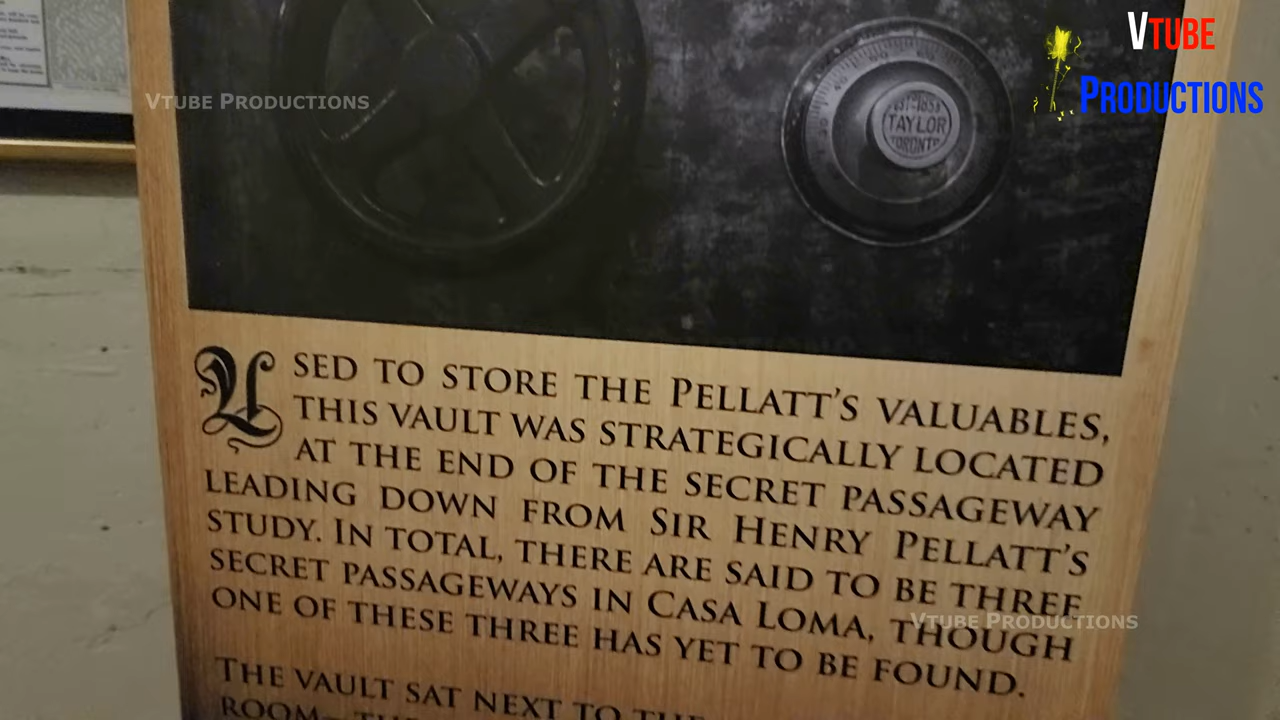 VTUBE
PRODUCTIONS
VTUBE PRODUCTIONS
TAYLOR
TORONTO
USED TO STORE THE PELLATT'S VALUABLES,
THIS VAULT WAS STRATEGICALLY LOCATED
AT THE END OF THE SECRET PASSAGEWAY
LEADING DOWN FROM SIR HENRY PELLATT'S
STUDY. IN TOTAL, THERE ARE SAID TO BE THREE
SECRET PASSAGEWAYS IN CASA LOMA, THOUGH
ONE OF THESE THREE HAS YET TO BE FOUND.
VTUBE PRODUCTIONS
THE VAULT SAT NEXT TO THE
ROOM—THE